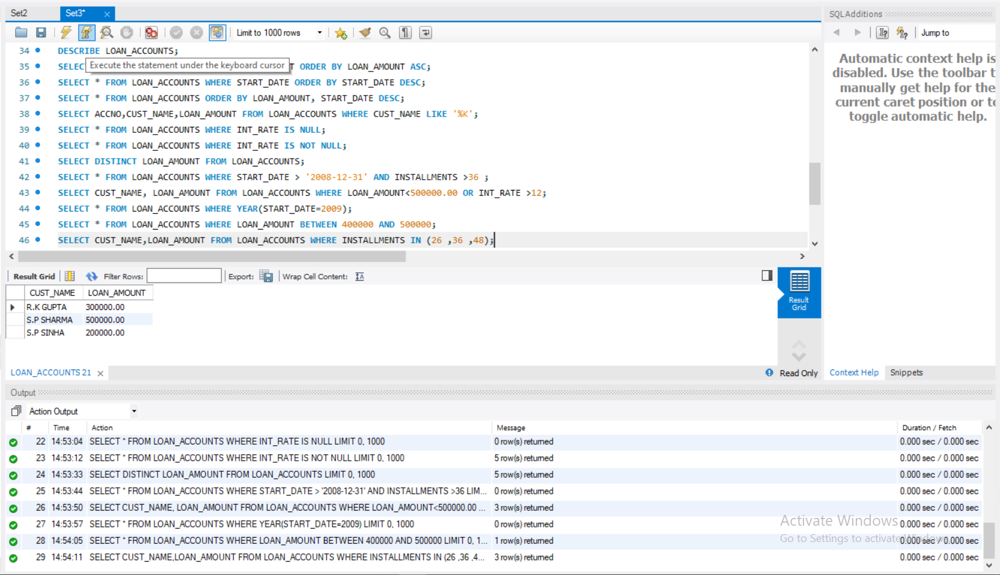 Set2 Set3*
Limit to 1000 rows
34 DESCRIBE LOAN_ACCOUNTS;
Execute the statement under the keyboard cursor
35 SELECT T ORDER BY LOAN_AMOUNT ASC;
36 SELECT * FROM LOAN_ACCOUNTS WHERE START_DATE ORDER BY START_DATE DESC;
37 SELECT * FROM LOAN_ACCOUNTS ORDER BY LOAN_AMOUNT, START_DATE DESC;
38 SELECT ACCNO,CUST_NAME,LOAN_AMOUNT FROM LOAN_ACCOUNTS WHERE CUST_NAME LIKE '%K';
39 SELECT * FROM LOAN_ACCOUNTS WHERE INT_RATE IS NULL;
40 SELECT * FROM LOAN_ACCOUNTS WHERE INT_RATE IS NOT NULL;
41 SELECT DISTINCT LOAN_AMOUNT FROM LOAN_ACCOUNTS;
42 SELECT * FROM LOAN_ACCOUNTS WHERE START_DATE > '2008-12-31' AND INSTALLMENTS >36 ;
43 SELECT CUST_NAME, LOAN_AMOUNT FROM LOAN_ACCOUNTS WHERE LOAN_AMOUNT<500000.00 OR INT_RATE >12;
44 SELECT * FROM LOAN_ACCOUNTS WHERE YEAR(START_DATE=2009);
45 SELECT * FROM LOAN_ACCOUNTS WHERE LOAN_AMOUNT BETWEEN 400000 AND 500000;
46 SELECT CUST_NAME,LOAN_AMOUNT FROM LOAN_ACCOUNTS WHERE INSTALLMENTS IN (26 ,36 ,48);
Result Grid Filter Rows: Export: Wrap Cell Content:
CUST_NAME LOAN_AMOUNT
R.K GUPTA 300000.00
S.P SHARMA 500000.00
S.P SINHA 200000.00
Result
Grid
LOAN_ACCOUNTS 21
Read Only
SQLAdditions
Jump to
Automatic context help is
disabled. Use the toolbar t
manually get help for the
current caret position or to
toggle automatic help.
Context Help Snippets
Output
Action Output
# Time Action Message Duration / Fetch
22 14:53:04 SELECT * FROM LOAN_ACCOUNTS WHERE INT_RATE IS NULL LIMIT 0, 1000 0 row(s) returned 0.000 sec / 0.000 sec
23 14:53:12 SELECT * FROM LOAN_ACCOUNTS WHERE INT_RATE IS NOT NULL LIMIT 0, 1000 5 row(s) returned 0.000 sec / 0.000 sec
24 14:53:33 SELECT DISTINCT LOAN_AMOUNT FROM LOAN_ACCOUNTS LIMIT 0, 1000 5 row(s) returned 0.000 sec / 0.000 sec
25 14:53:44 SELECT * FROM LOAN_ACCOUNTS WHERE START_DATE > '2008-12-31' AND INSTALLMENTS >36 LIM... 0 row(s) returned 0.000 sec / 0.000 sec
26 14:53:50 SELECT CUST_NAME, LOAN_AMOUNT FROM LOAN_ACCOUNTS WHERE LOAN_AMOUNT<500000.00 ... 3 row(s) returned 0.000 sec / 0.000 sec
27 14:53:57 SELECT * FROM LOAN_ACCOUNTS WHERE YEAR(START_DATE=2009) LIMIT 0, 1000 0 row(s) returned 0.000 sec / 0.000 sec
28 14:54:05 SELECT * FROM LOAN_ACCOUNTS WHERE LOAN_AMOUNT BETWEEN 400000 AND 500000 LIMIT 0, 1... 1 row(s) returned 0.000 sec / 0.000 sec
29 14:54:11 SELECT CUST_NAME,LOAN_AMOUNT FROM LOAN_ACCOUNTS WHERE INSTALLMENTS IN (26 ,36 ,4... 3 row(s) returned 0.000 sec / 0.000 sec
Activate Windows
Go to Settings to activate Windows.